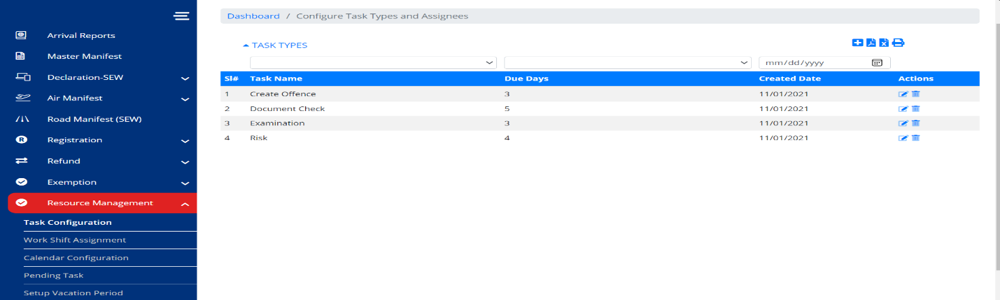 Arrival Reports
Master Manifest
Declaration-SEW
Air Manifest
Road Manifest (SEW)
Registration
Refund
Exemption
Resource Management
Task Configuration
Work Shift Assignment
Calendar Configuration
Pending Task
Setup Vacation Period
Dashboard / Configure Task Types and Assignees
TASK TYPES
mm/dd/yyyy
Sl# Task Name Due Days Created Date Actions
1 Create Offence 3 11/01/2021
2 Document Check 5 11/01/2021
3 Examination 3 11/01/2021
4 Risk 4 11/01/2021